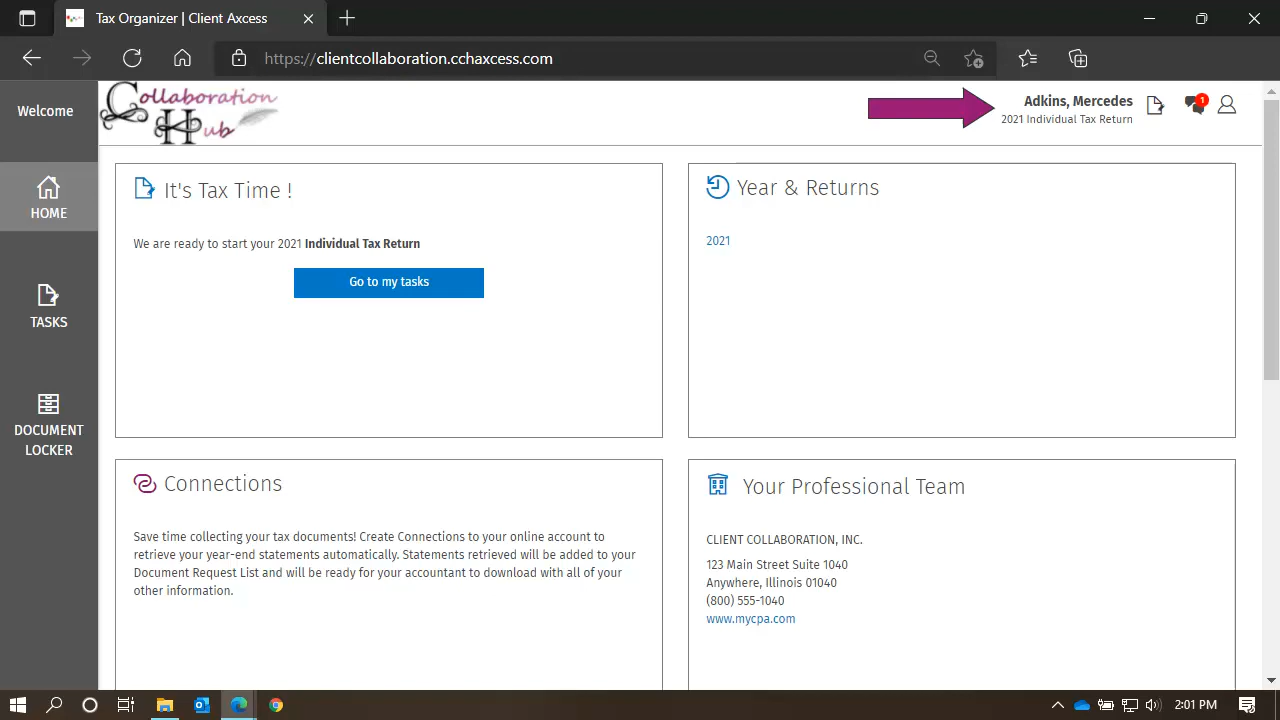 Tax Organizer | Client Axcess
https://clientcollaboration.cchaxcess.com
Welcome
Collaboration
Hub
Adkins, Mercedes
2021 Individual Tax Return
1
HOME
TASKS
DOCUMENT
LOCKER
It's Tax Time !
We are ready to start your 2021 Individual Tax Return
Go to my tasks
Year & Returns
2021
Connections
Save time collecting your tax documents! Create Connections to your online account to
retrieve your year-end statements automatically. Statements retrieved will be added to your
Document Request List and will be ready for your accountant to download with all of your
other information.
Your Professional Team
CLIENT COLLABORATION, INC.
123 Main Street Suite 1040
Anywhere, Illinois 01040
(800) 555-1040
www.mycpa.com
2:01 PM